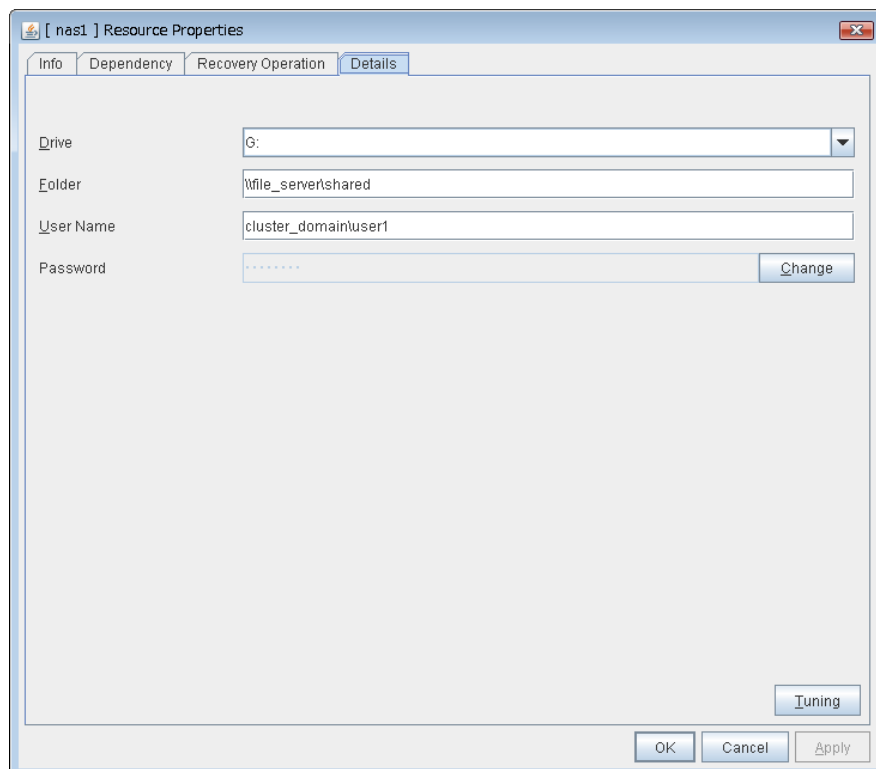 [ nas1 ] Resource Properties
Info Dependency Recovery Operation Details
Drive G:
Folder \\file_server\shared
User Name cluster_domain\user1
Password ········ Change
Tuning
OK Cancel Apply